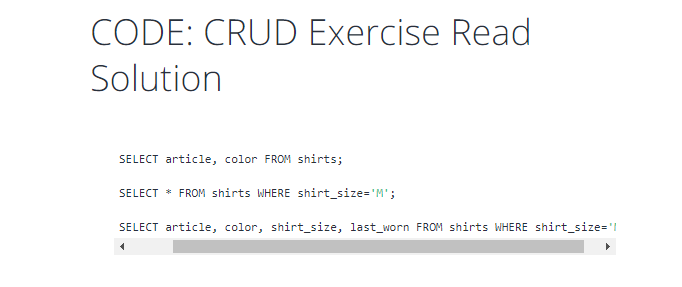 CODE: CRUD Exercise Read
Solution
SELECT article, color FROM shirts;
SELECT * FROM shirts WHERE shirt_size='M';
SELECT article, color, shirt_size, last_worn FROM shirts WHERE shirt_size='